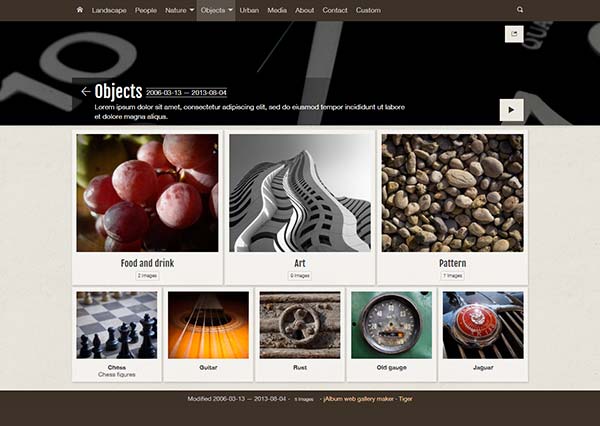 Landscape People Nature Objects Urban Media About Contact Custom
10
QUA
Objects 2006-03-13 — 2013-08-04
Lorem ipsum dolor sit amet, consectetur adipiscing elit, sed do eiusmod tempor incididunt ut labore
et dolore magna aliqua.
Food and drink
2 images
Art
Pattern
7 images
Chess
Chess figures
Guitar
Rust
Old gauge
Jaguar
Modified 2006-03-13 — 2013-08-04 - 5 images - jAlbum web gallery maker - Tiger